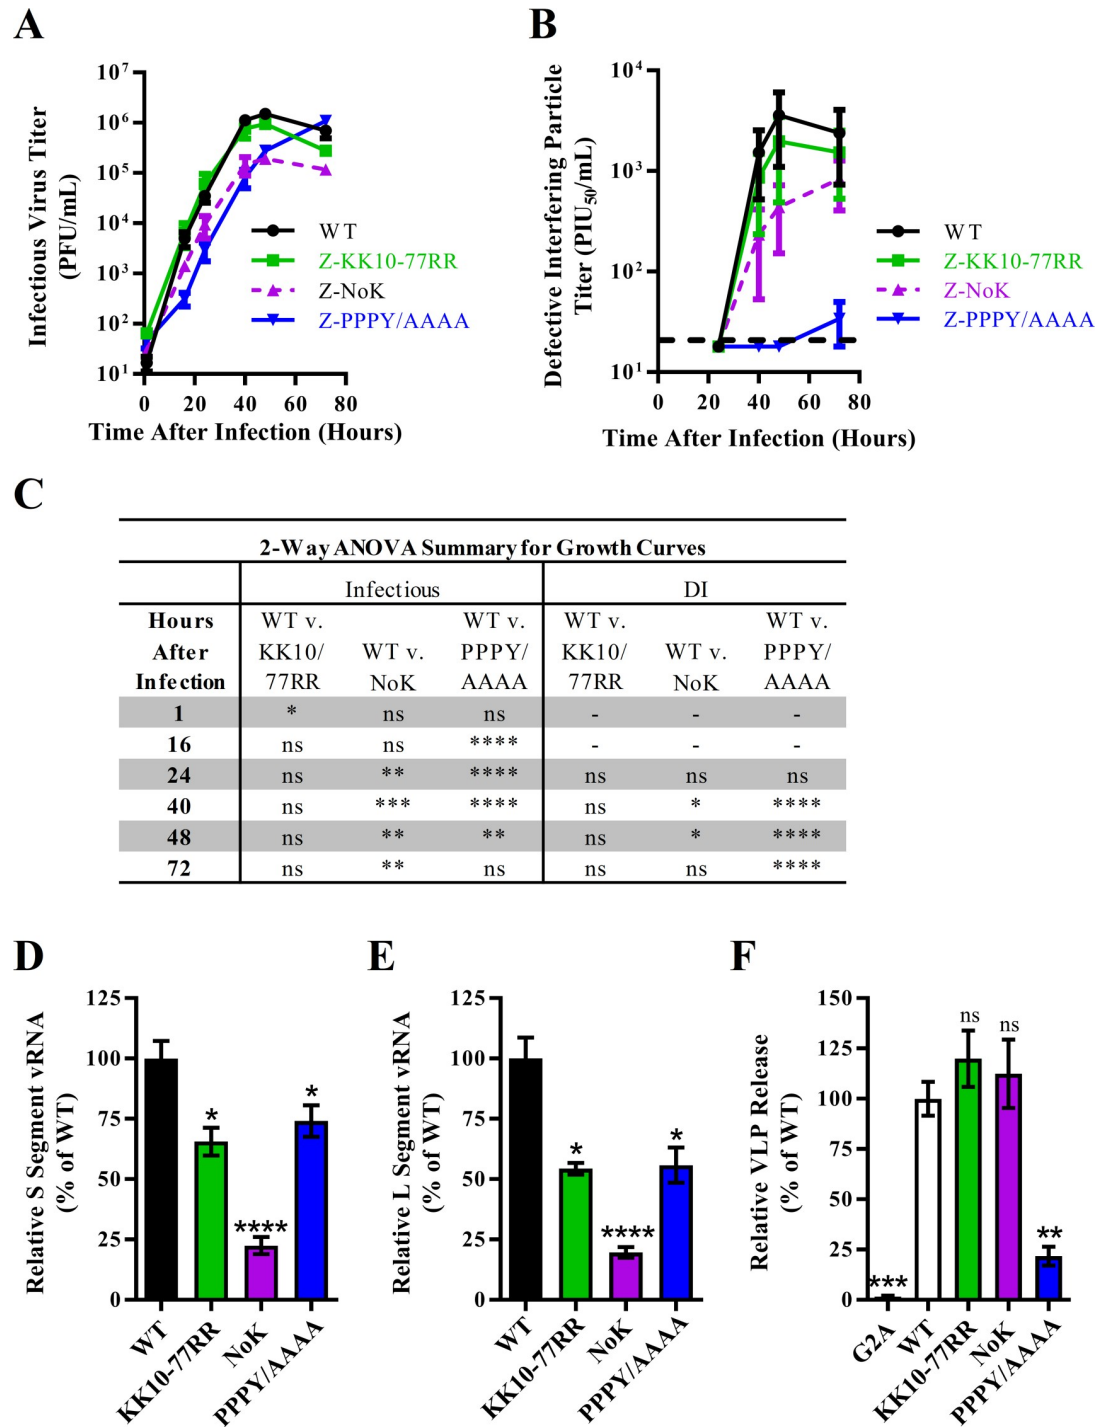 A
Infectious Virus Titer
(PFU/mL)
10^7
10^6
10^5
10^4
10^3
10^2
10^1
0 20 40 60 80
Time After Infection (Hours)
WT
Z-KK10-77RR
Z-NoK
Z-PPPY/AAAA
B
Defective Interfering Particle
Titer (PIU50/mL)
10^4
10^3
10^2
10^1
0 20 40 60 80
Time After Infection (Hours)
WT
Z-KK10-77RR
Z-NoK
Z-PPPY/AAAA
C
2-Way ANOVA Summary for Growth Curves
Infectious DI
Hours WT v. WT v. WT v. WT v.
After KK10/ WT v. PPPY/ KK10/ WT v. PPPY/
Infection 77RR NoK AAAA 77RR NoK AAAA
1 * ns ns - - -
16 ns ns **** - - -
24 ns ** **** ns ns ns
40 ns *** **** ns * ****
48 ns ** ** ns * ****
72 ns ** ns ns ns ****
D
Relative S Segment vRNA
(% of WT)
125
100
75
50
25
0
*
****
*
WT
KK10-77RR
NoK
PPPY/AAAA
E
Relative L Segment vRNA
(% of WT)
125
100
75
50
25
0
*
****
*
WT
KK10-77RR
NoK
PPPY/AAAA
F
Relative VLP Release
(% of WT)
150
125
100
75
50
25
0
***
ns
ns
**
G2A
WT
KK10-77RR
NoK
PPPY/AAAA